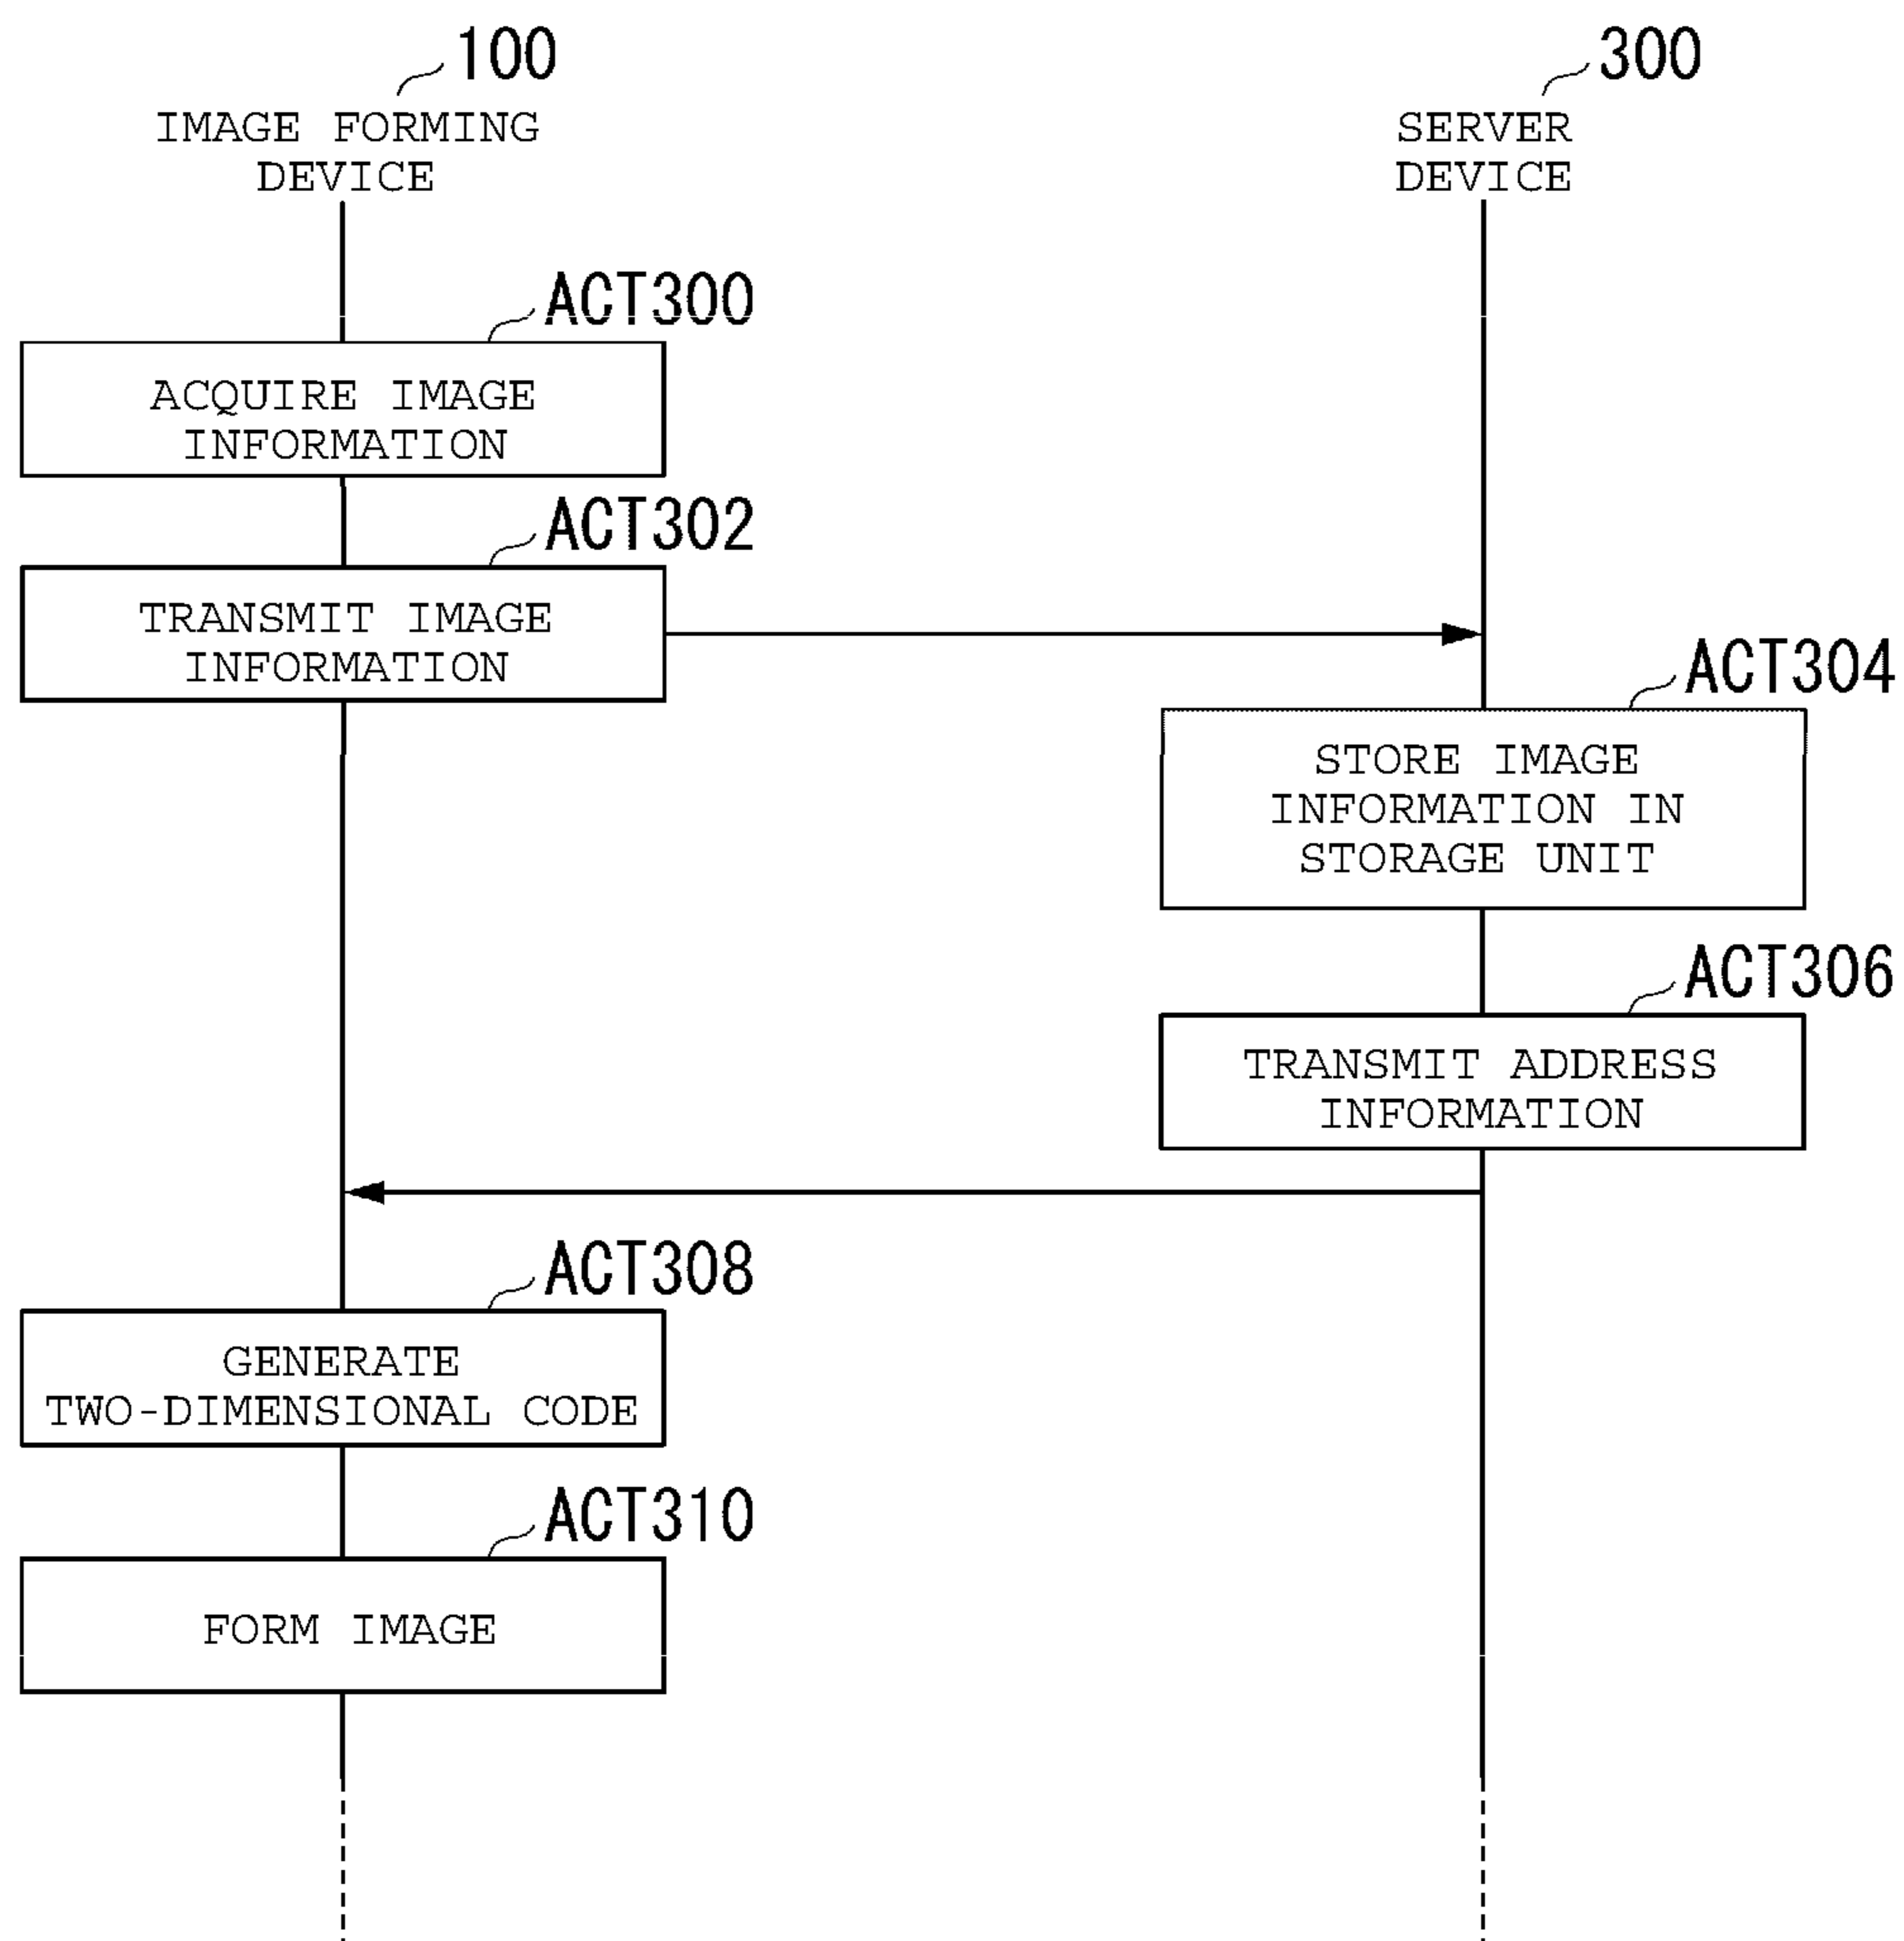 100
IMAGE FORMING
DEVICE
300
SERVER
DEVICE
ACT300
ACQUIRE IMAGE
INFORMATION
ACT302
TRANSMIT IMAGE
INFORMATION
ACT304
STORE IMAGE
INFORMATION IN
STORAGE UNIT
ACT306
TRANSMIT ADDRESS
INFORMATION
ACT308
GENERATE
TWO-DIMENSIONAL CODE
ACT310
FORM IMAGE